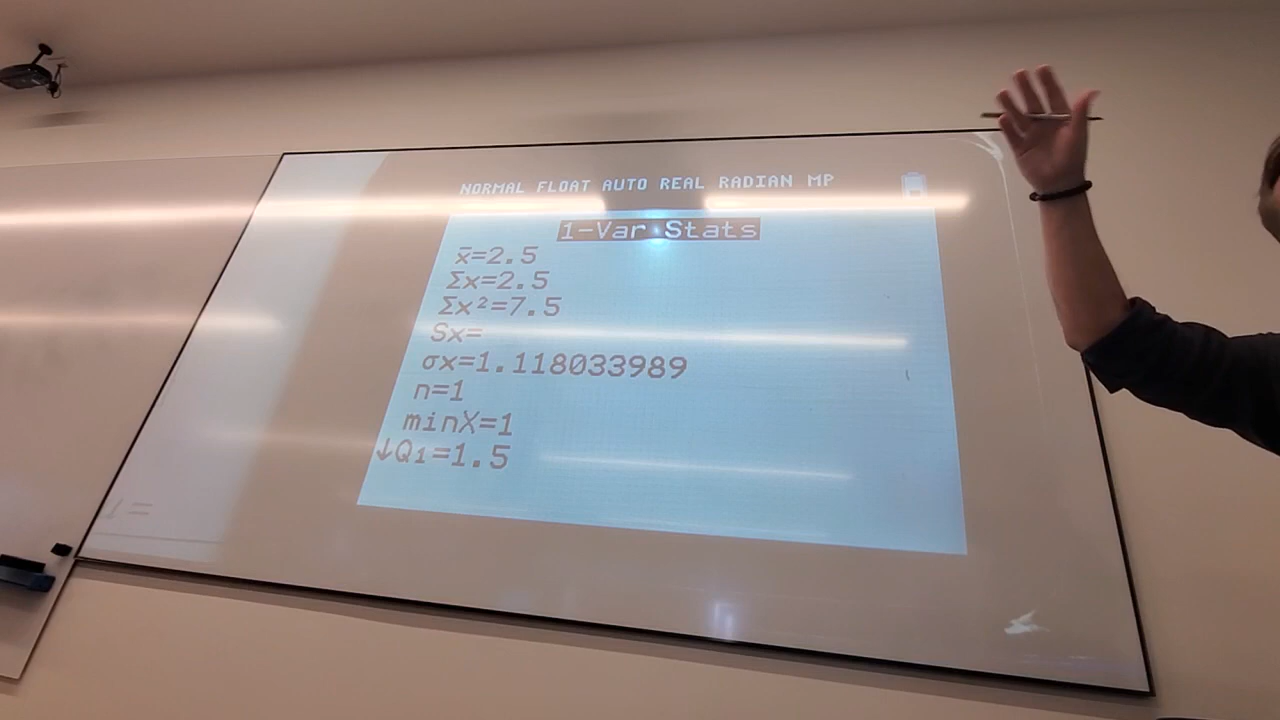 NORMAL FLOAT AUTO REAL RADIAN MP
1-Var Stats
x̄=2.5
Σx=2.5
Σx²=7.5
Sx=
σx=1.118033989
n=1
minX=1
↓Q₁=1.5